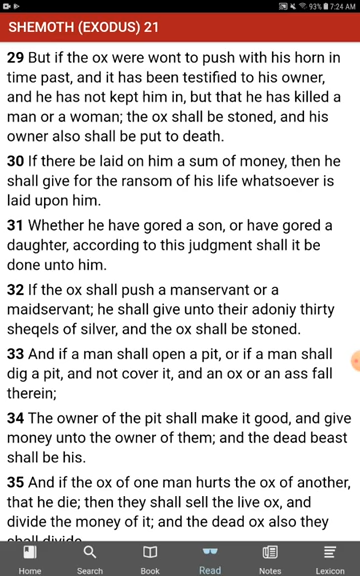 93% 7:24 AM
SHEMOTH (EXODUS) 21
29 But if the ox were wont to push with his horn in
time past, and it has been testified to his owner,
and he has not kept him in, but that he has killed a
man or a woman; the ox shall be stoned, and his
owner also shall be put to death.
30 If there be laid on him a sum of money, then he
shall give for the ransom of his life whatsoever is
laid upon him.
31 Whether he have gored a son, or have gored a
daughter, according to this judgment shall it be
done unto him.
32 If the ox shall push a manservant or a
maidservant; he shall give unto their adoniy thirty
sheqels of silver, and the ox shall be stoned.
33 And if a man shall open a pit, or if a man shall
dig a pit, and not cover it, and an ox or an ass fall
therein;
34 The owner of the pit shall make it good, and give
money unto the owner of them; and the dead beast
shall be his.
35 And if the ox of one man hurts the ox of another,
that he die; then they shall sell the live ox, and
divide the money of it; and the dead ox also they
shall divide.
Home Search Book Read Notes Lexicon